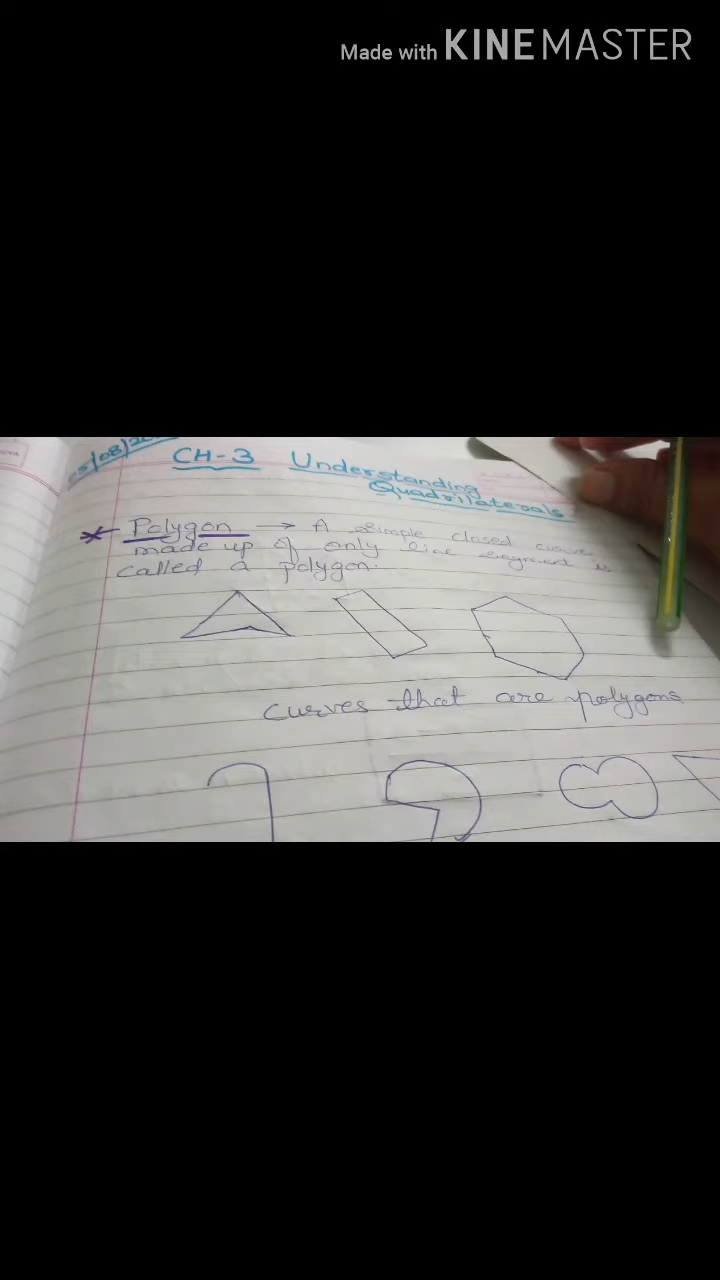 Made with KINEMASTER
CH-3 Understanding
Quadrilaterals
Polygon → A simple closed curve
made up of only line segment is
called a polygon.
curves that are polygons